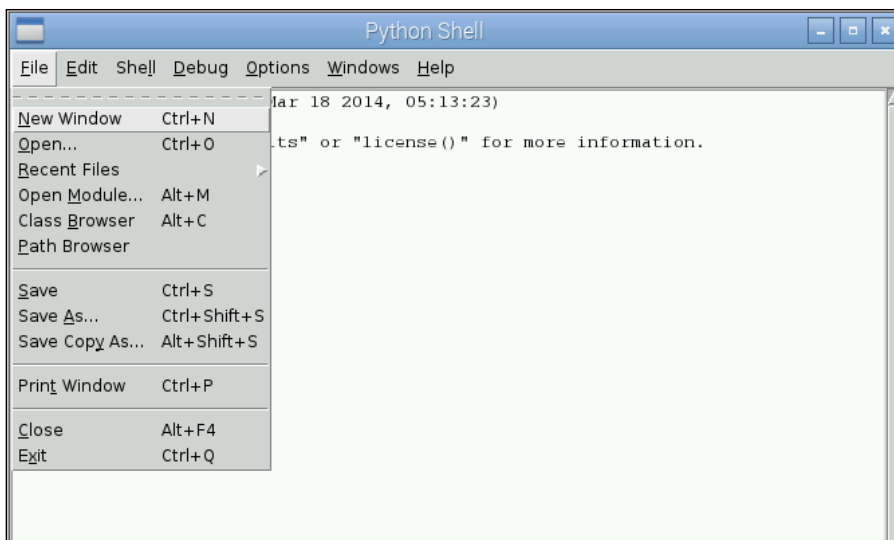 Python Shell
File Edit Shell Debug Options Windows Help
Mar 18 2014, 05:13:23)
New Window Ctrl+N
ts" or "license()" for more information.
Open... Ctrl+O
Recent Files
Open Module... Alt+M
Class Browser Alt+C
Path Browser
Save Ctrl+S
Save As... Ctrl+Shift+S
Save Copy As... Alt+Shift+S
Print Window Ctrl+P
Close Alt+F4
Exit Ctrl+Q